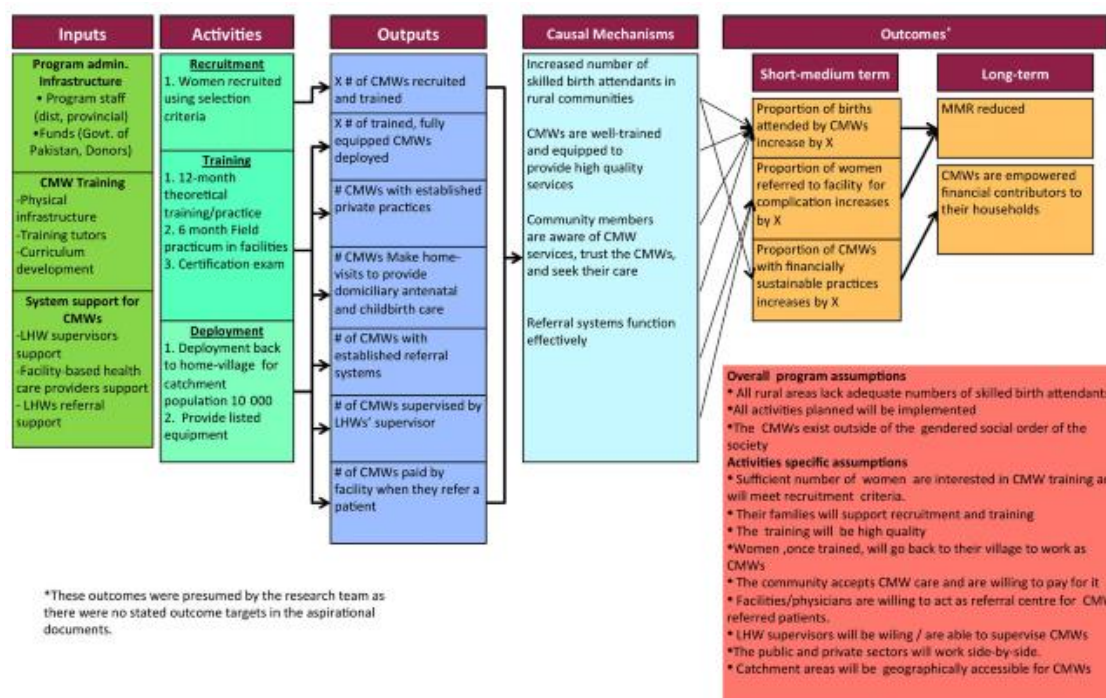 Inputs
Program admin.
Infrastructure
• Program staff
(dist, provincial)
•Funds (Govt. of
Pakistan, Donors)
CMW Training
-Physical
infrastructure
-Training tutors
-Curriculum
development
System support for
CMWs
-LHW supervisors
support
-Facility-based health
care providers support
- LHWs referral
support
Activities
Recruitment
1. Women recruited
using selection
criteria
Training
1. 12-month
theoretical
training/practice
2. 6 month Field
practicum in facilities
3. Certification exam
Deployment
1. Deployment back
to home-village for
catchment
population 10 000
2. Provide listed
equipment
Outputs
X # of CMWs recruited
and trained
X # of trained, fully
equipped CMWs
deployed
# CMWs with established
private practices
# CMWs Make home-
visits to provide
domiciliary antenatal
and childbirth care
# of CMWs with
established referral
systems
# of CMWs supervised by
LHWs' supervisor
# of CMWs paid by
facility when they refer a
patient
Causal Mechanisms
Increased number of
skilled birth attendants in
rural communities
CMWs are well-trained
and equipped to
provide high quality
services
Community members
are aware of CMW
services, trust the CMWs,
and seek their care
Referral systems function
effectively
Outcomes*
Short-medium term
Proportion of births
attended by CMWs
increase by X
Proportion of women
referred to facility for
complication increases
by X
Proportion of CMWs
with financially
sustainable practices
increases by X
Long-term
MMR reduced
CMWs are empowered
financial contributors to
their households
Overall program assumptions
• All rural areas lack adequate numbers of skilled birth attendants
•All activities planned will be implemented
•The CMWs exist outside of the gendered social order of the
society
Activities specific assumptions
• Sufficient number of women are interested in CMW training
will meet recruitment criteria.
• Their families will support recruitment and training
• The training will be high quality
•Women ,once trained, will go back to their village to work as
CMWs
• The community accepts CMW care and are willing to pay for it
• Facilities/physicians are willing to act as referral centre for
referred patients.
• LHW supervisors will be wiling / are able to supervise CMWs
•The public and private sectors will work side-by-side.
• Catchment areas will be geographically accessible for CMWs
*These outcomes were presumed by the research team as
there were no stated outcome targets in the aspirational
documents.